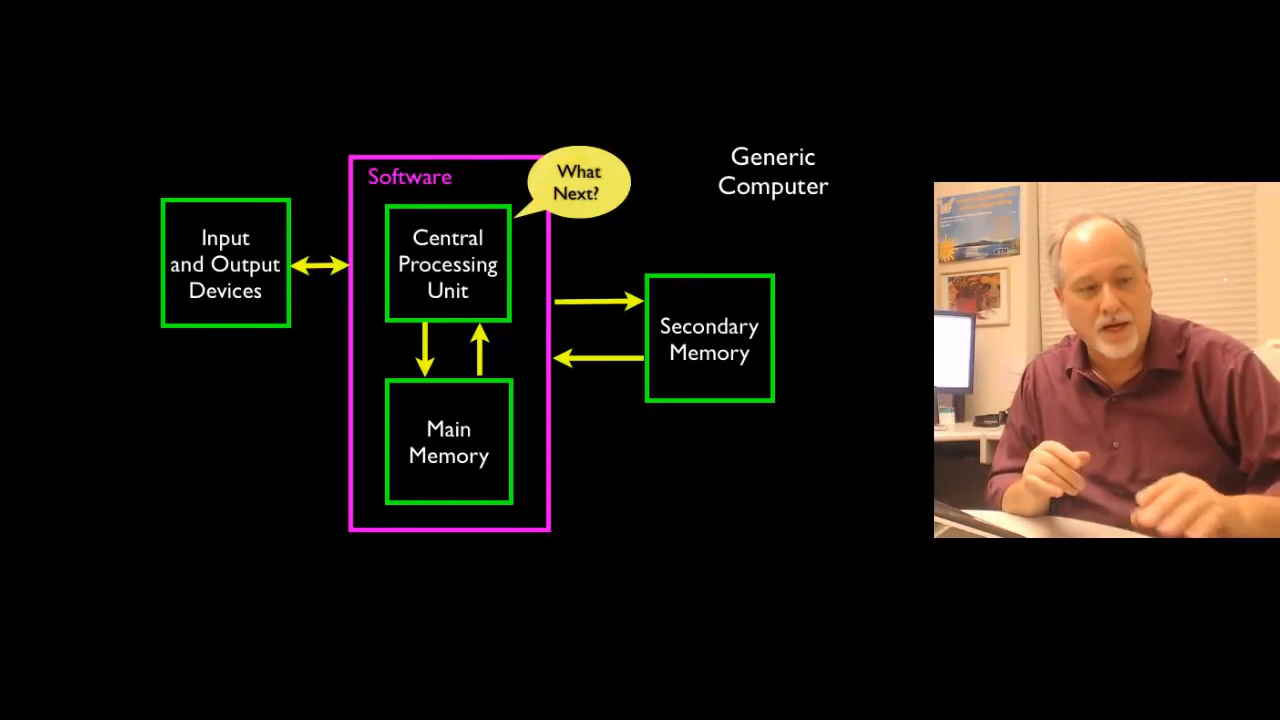 Generic
Computer
Software
What
Next?
Input
and Output
Devices
Central
Processing
Unit
Secondary
Memory
Main
Memory